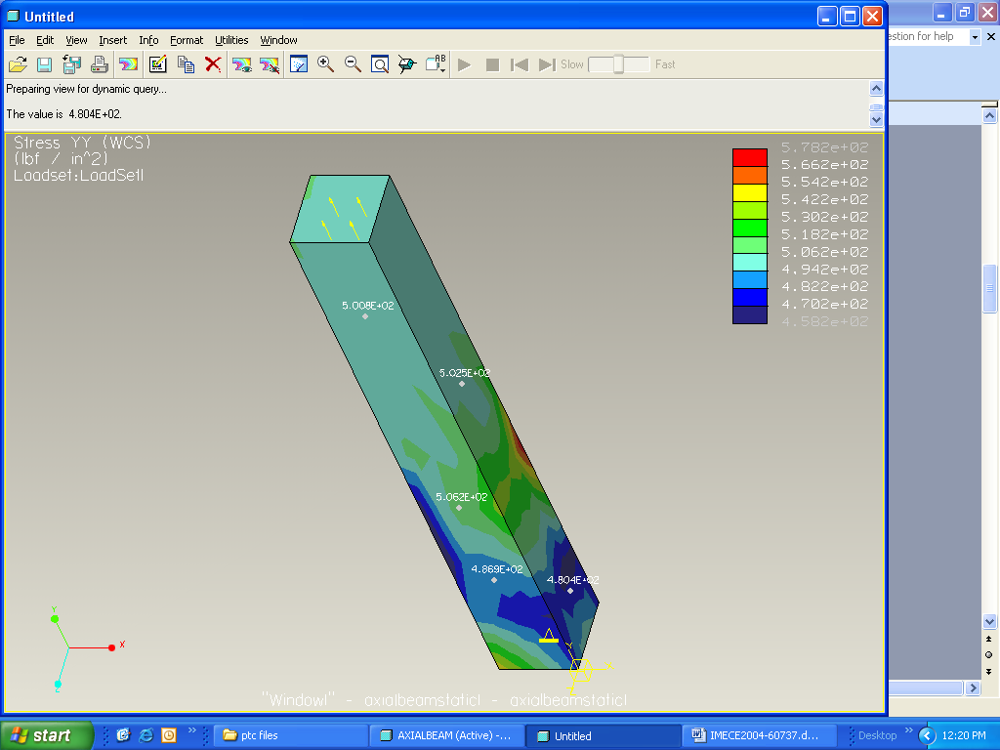 Untitled
File Edit View Insert Info Format Utilities Window
estion for help
Slow Fast
Preparing view for dynamic query...
The value is 4.804E+02.
Stress YY (WCS)
(lbf / in^2)
Loadset:LoadSet1
5.782e+02
5.662e+02
5.542e+02
5.422e+02
5.302e+02
5.182e+02
5.062e+02
4.942e+02
4.822e+02
4.702e+02
4.582e+02
5.008E+02
5.025E+02
5.062E+02
4.869E+02
4.804E+02
Y
X
Z
"Window1" - axialbeamstatic1 - axialbeamstatic1
start ptc files AXIALBEAM (Active) -... Untitled IMECE2004-60737.d... Desktop 12:20 PM